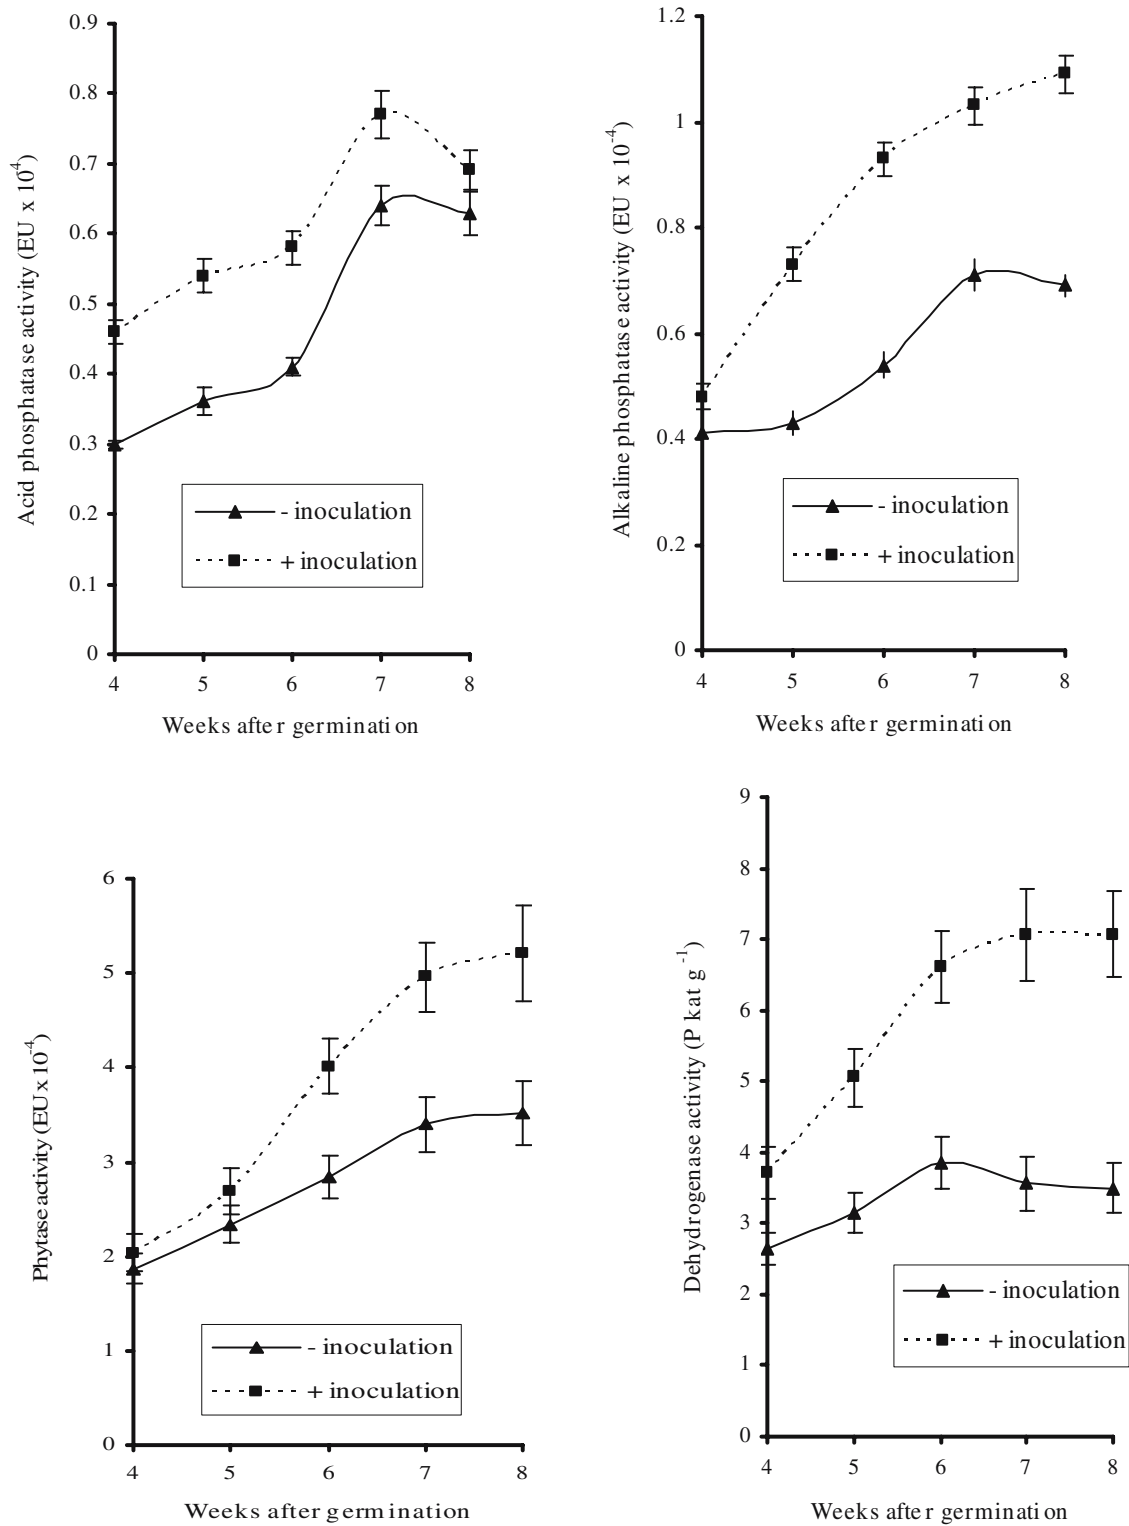 Acid phosphatase activity (EU x 10⁴)
0.9
0.8
0.7
0.6
0.5
0.4
0.3
0.2
0.1
0
- inoculation
+ inoculation
4 5 6 7 8
Weeks after germination
Alkaline phosphatase activity (EU x 10⁻⁴)
1.2
1
0.8
0.6
0.4
0.2
0
- inoculation
+ inoculation
4 5 6 7 8
Weeks after germination
Phytase activity (EU x 10⁻⁴)
6
5
4
3
2
1
0
- inoculation
+ inoculation
4 5 6 7 8
Weeks after germination
Dehydrogenase activity (P kat g⁻¹)
9
8
7
6
5
4
3
2
1
0
- inoculation
+ inoculation
4 5 6 7 8
Weeks after germination